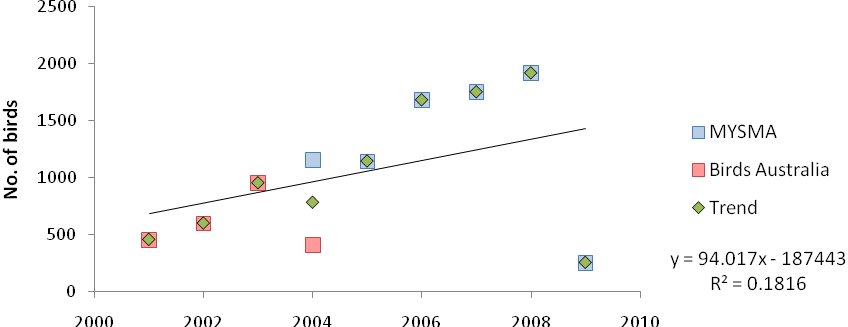 2500
2000
1500
1000
500
0
No. of birds
2000 2002 2004 2006 2008 2010
MYSMA
Birds Australia
Trend
y = 94.017x - 187443
R² = 0.1816